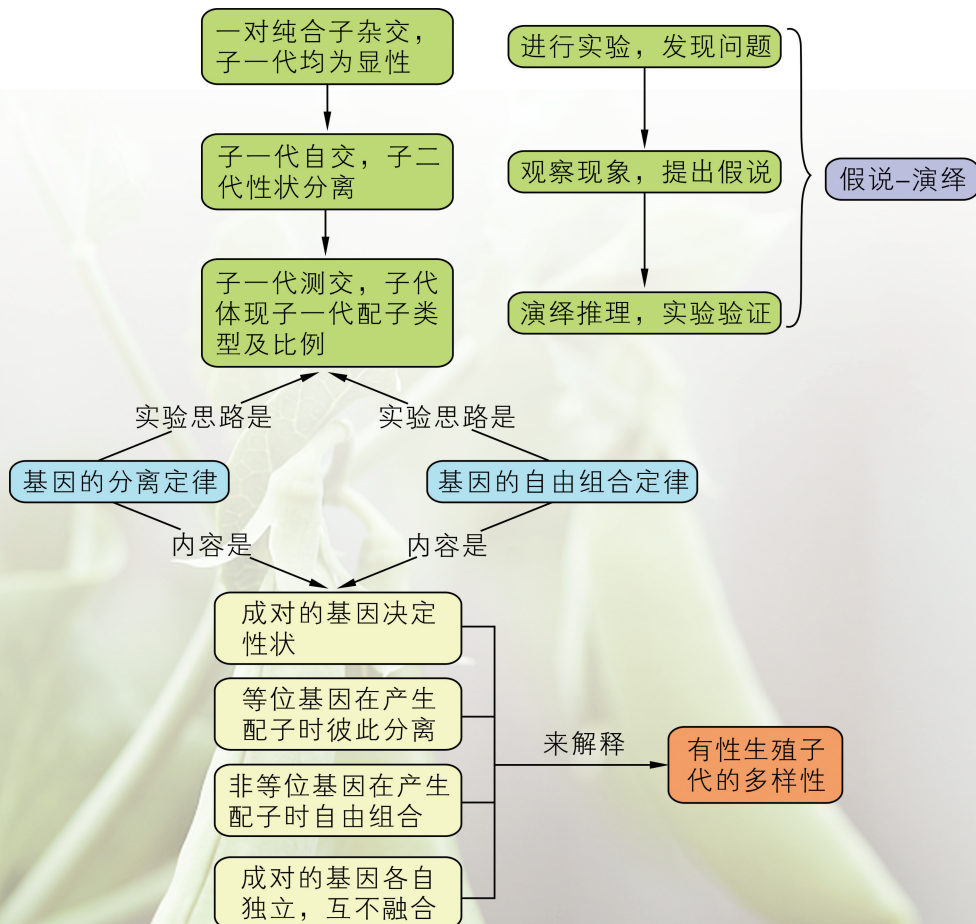 一对纯合子杂交，
子一代均为显性
进行实验，发现问题
子一代自交，子二
代性状分离
观察现象，提出假说
假说-演绎
子一代测交，子代
体现子一代配子类
型及比例
演绎推理，实验验证
实验思路是
实验思路是
基因的分离定律
基因的自由组合定律
内容是
内容是
成对的基因决定
性状
等位基因在产生
配子时彼此分离
非等位基因在产生
配子时自由组合
成对的基因各自
独立，互不融合
来解释
有性生殖子
代的多样性